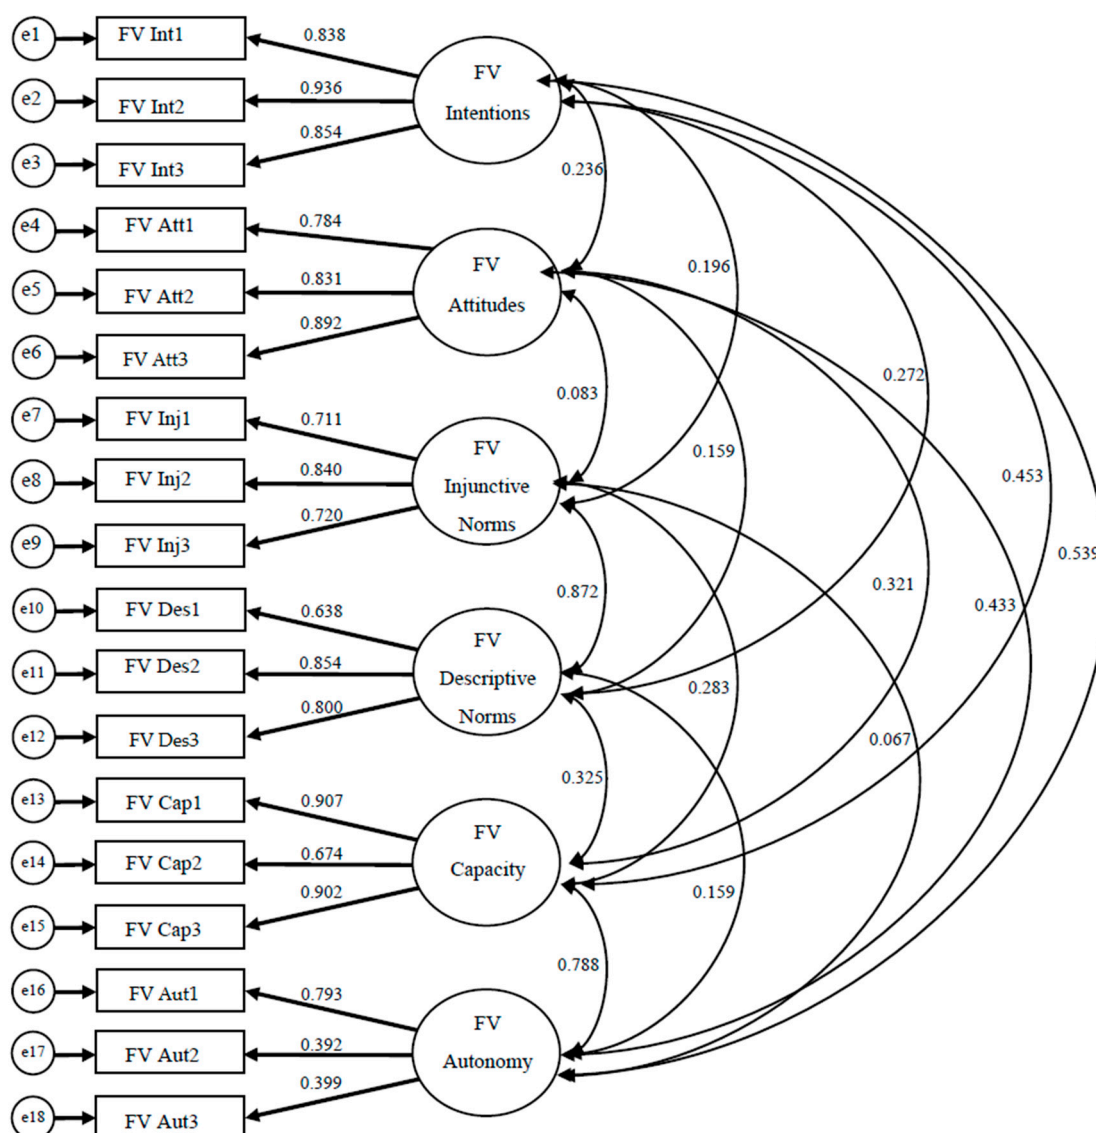 e1
FV Int1
0.838
FV
Intentions
e2
FV Int2
0.936
e3
FV Int3
0.854
0.236
e4
FV Att1
0.784
FV
Attitudes
e5
FV Att2
0.831
e6
FV Att3
0.892
0.196
0.272
0.083
e7
FV Inj1
0.711
FV
Injunctive
Norms
e8
FV Inj2
0.840
e9
FV Inj3
0.720
0.159
0.453
0.539
0.872
0.321
0.433
e10
FV Des1
0.638
FV
Descriptive
Norms
e11
FV Des2
0.854
e12
FV Des3
0.800
0.283
0.067
0.325
e13
FV Cap1
0.907
FV
Capacity
e14
FV Cap2
0.674
e15
FV Cap3
0.902
0.159
0.788
e16
FV Aut1
0.793
FV
Autonomy
e17
FV Aut2
0.392
e18
FV Aut3
0.399